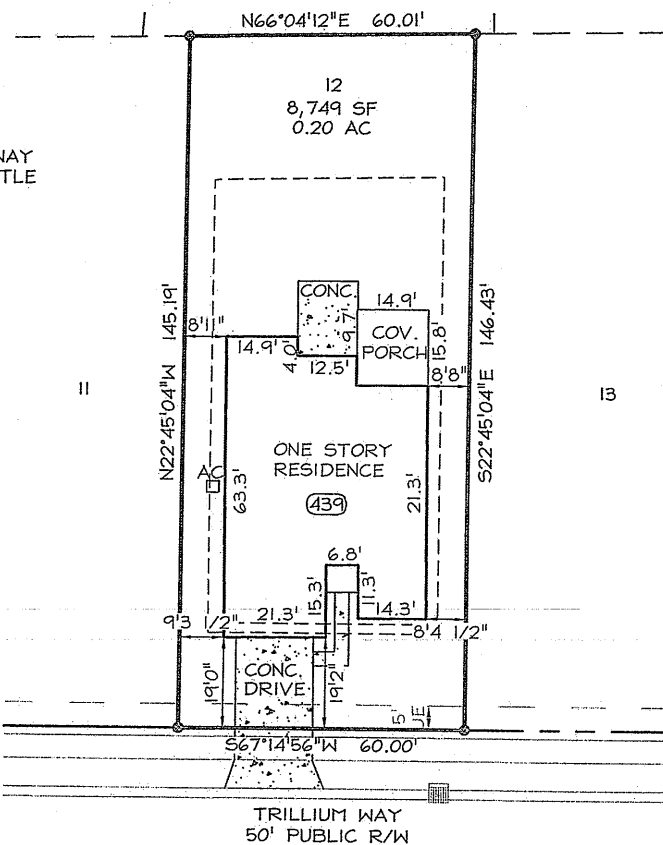 N66°04'12"E 60.01'
12
8,749 SF
0.20 AC
WAY
TLE
N22°45'04"W 145.19'
S22°45'04"E 146.43'
CONC.
14.9'
9.7'
COV.
PORCH
15.8'
8'1"
14.9'
4.0'
12.5'
8'8"
11
13
ONE STORY
RESIDENCE
439
AC
63.3'
21.3'
6.8'
15.3'
11.3'
21.3'
14.3'
9'3 1/2"
8'4 1/2"
CONC.
DRIVE
19'0"
19'2"
5'
UE
S67°14'56"W 60.00'
TRILLIUM WAY
50' PUBLIC R/W